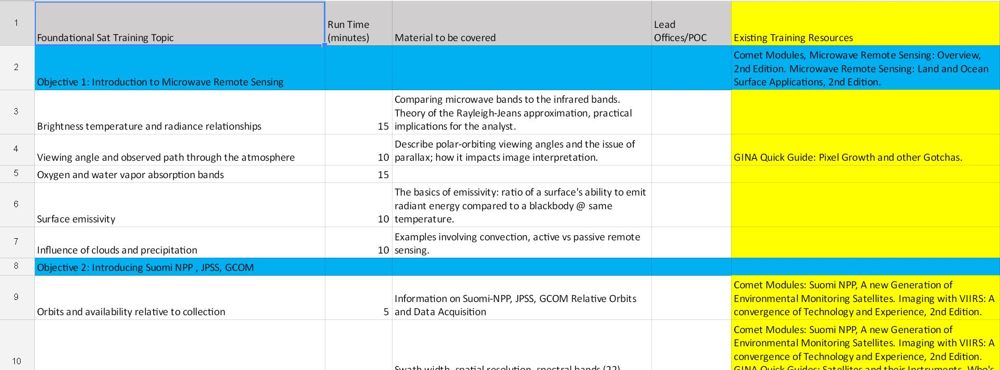 1
Foundational Sat Training Topic
Run Time
(minutes)
Material to be covered
Lead
Offices/POC
Existing Training Resources
2
Objective 1: Introduction to Microwave Remote Sensing
Comet Modules, Microwave Remote Sensing: Overview,
2nd Edition. Microwave Remote Sensing: Land and Ocean
Surface Applications, 2nd Edition.
3
Brightness temperature and radiance relationships
15
Comparing microwave bands to the infrared bands.
Theory of the Rayleigh-Jeans approximation, practical
implications for the analyst.
4
Viewing angle and observed path through the atmosphere
10
Describe polar-orbiting viewing angles and the issue of
parallax; how it impacts image interpretation.
GINA Quick Guide: Pixel Growth and other Gotchas.
5
Oxygen and water vapor absorption bands
15
6
Surface emissivity
10
The basics of emissivity: ratio of a surface's ability to emit
radiant energy compared to a blackbody @ same
temperature.
7
Influence of clouds and precipitation
10
Examples involving convection, active vs passive remote
sensing.
8
Objective 2: Introducing Suomi NPP , JPSS, GCOM
9
Orbits and availability relative to collection
5
Information on Suomi-NPP, JPSS, GCOM Relative Orbits
and Data Acquisition
Comet Modules: Suomi NPP, A new Generation of
Environmental Monitoring Satellites. Imaging with VIIRS: A
convergence of Technology and Experience, 2nd Edition.
10
Swath width, spatial resolution, spectral bands (22)
Comet Modules: Suomi NPP, A new Generation of
Environmental Monitoring Satellites. Imaging with VIIRS: A
convergence of Technology and Experience, 2nd Edition.
GINA Quick Guides: Satellites and their Instruments, Who's